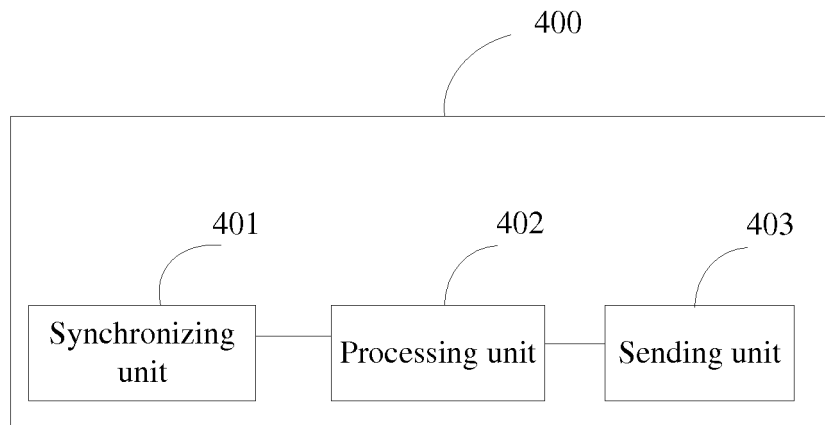 400
401
402
403
Synchronizing
unit
Processing unit
Sending unit